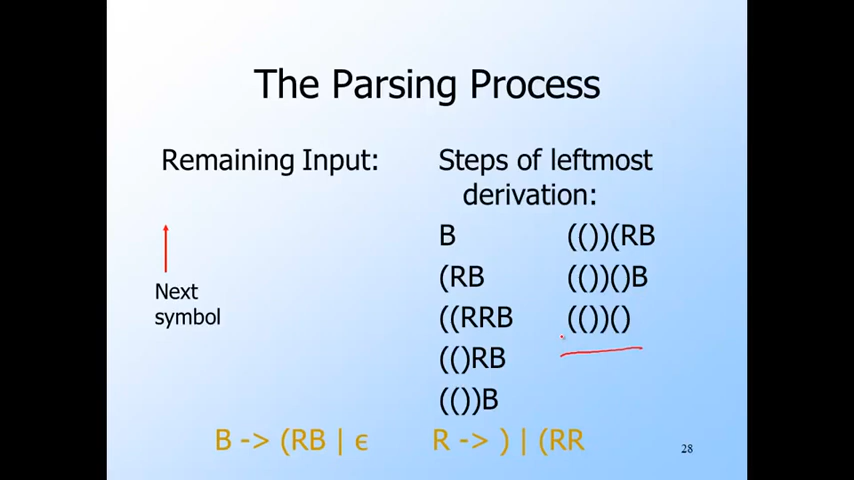 The Parsing Process
Remaining Input:
Next
symbol
Steps of leftmost
derivation:
B
(RB
((RRB
(()RB
(())B
(())(RB
(())()B
(())()
B -> (RB | ϵ
R -> ) | (RR
28